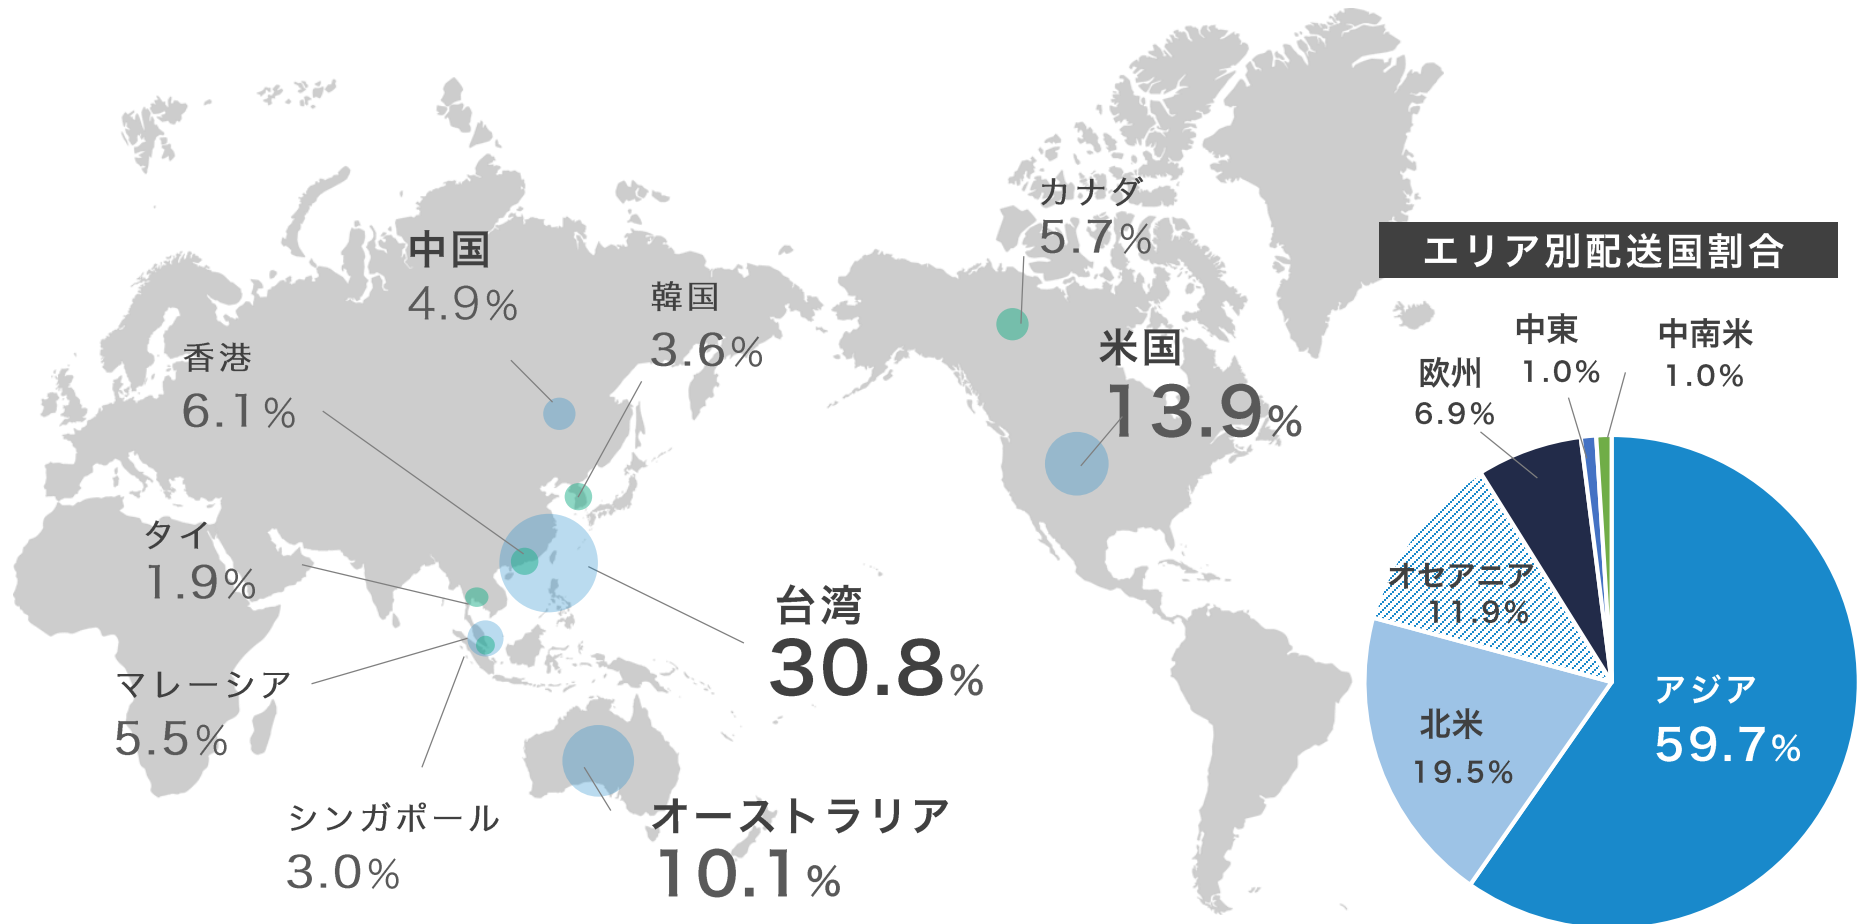 カナダ
5.7%
中国
4.9%
韓国
3.6%
香港
6.1%
米国
13.9%
タイ
1.9%
台湾
30.8%
マレーシア
5.5%
シンガポール
3.0%
オーストラリア
10.1%
エリア別配送国割合
中東
1.0%
中南米
1.0%
欧州
6.9%
オセアニア
11.9%
北米
19.5%
アジア
59.7%